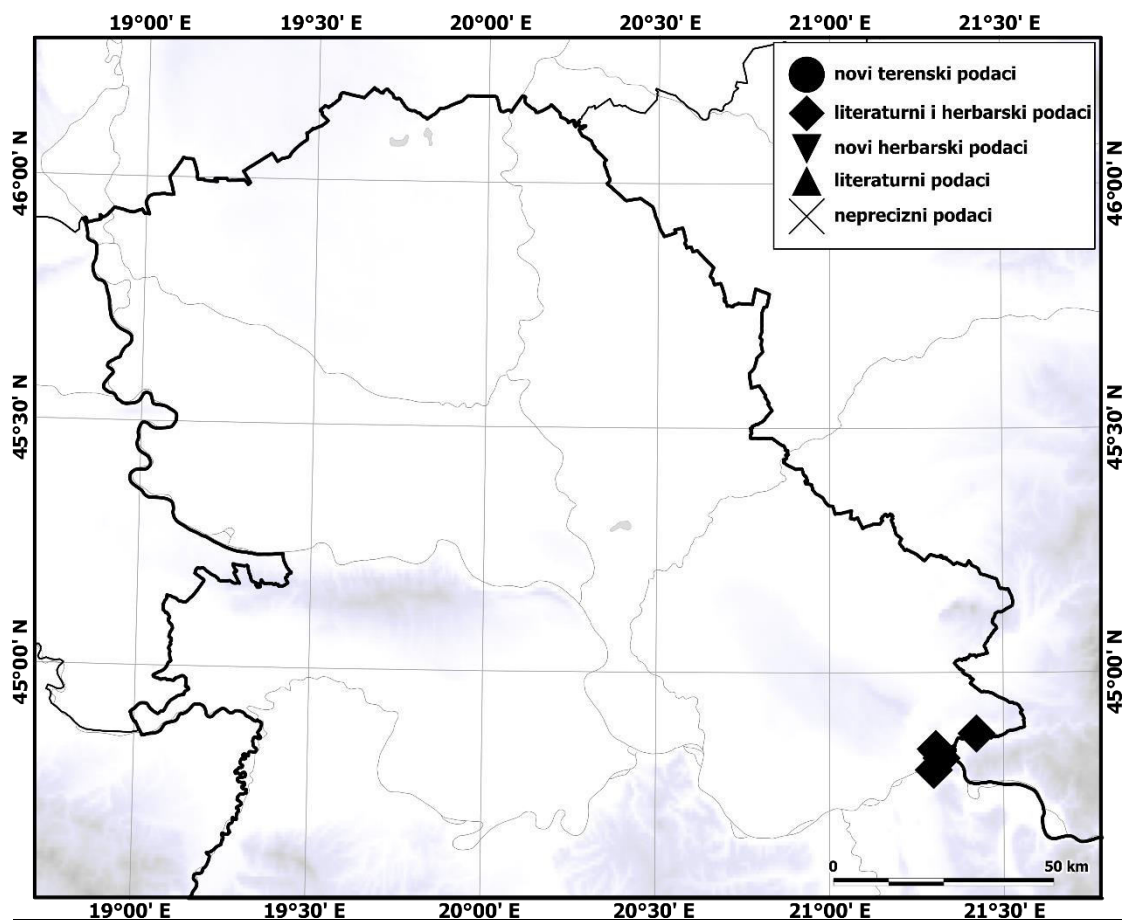 19°00' E 19°30' E 20°00' E 20°30' E 21°00' E 21°30' E
novi terenski podaci
literaturni i herbarski podaci
novi herbarski podaci
literaturni podaci
neprecizni podaci
46°00' N 46°00' N
45°30' N 45°30' N
45°00' N 45°00' N
0 50 km
19°00' E 19°30' E 20°00' E 20°30' E 21°00' E 21°30' E